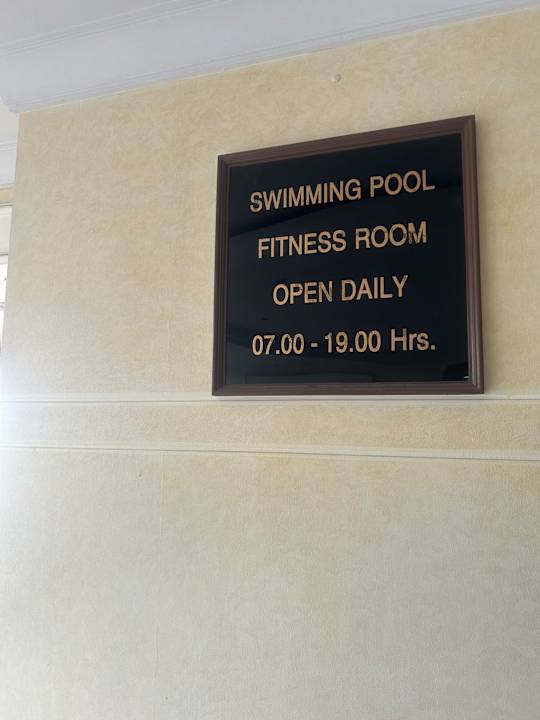 SWIMMING POOL
FITNESS ROOM
OPEN DAILY
07.00 - 19.00 Hrs.